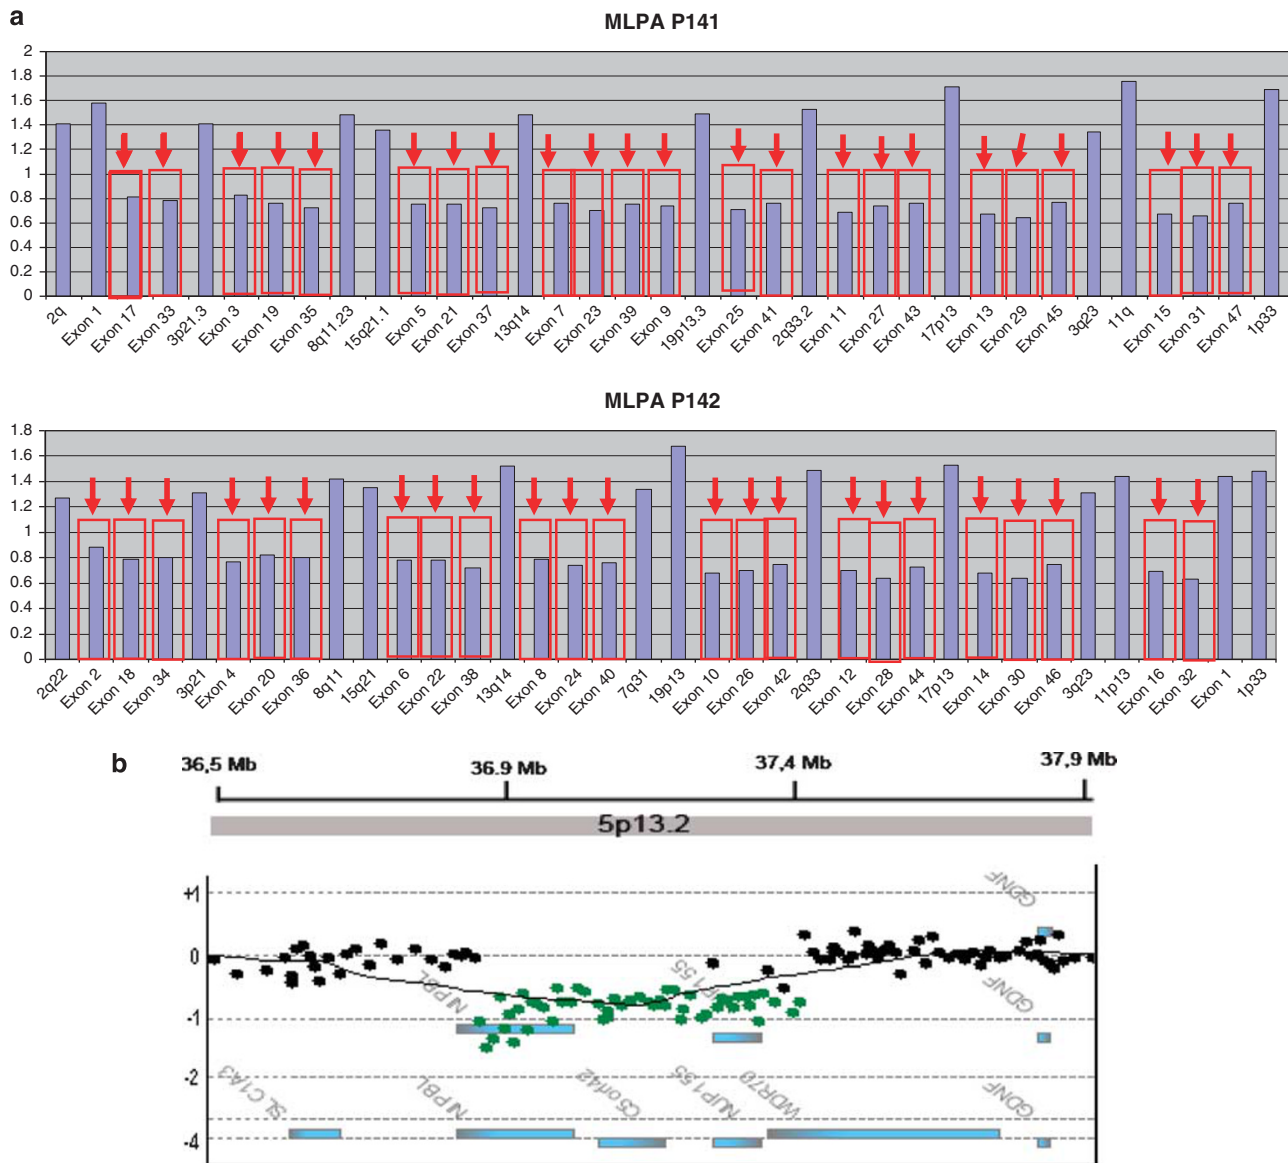 a
MLPA P141
2
1.8
1.6
1.4
1.2
1
0.8
0.6
0.4
0.2
0
2q
Exon 1
Exon 17
Exon 33
3p21.3
Exon 3
Exon 19
Exon 35
8q11.23
15q21.1
Exon 5
Exon 21
Exon 37
13q14
Exon 7
Exon 23
Exon 39
Exon 9
19p13.3
Exon 25
Exon 41
2q33.2
Exon 11
Exon 27
Exon 43
17p13
Exon 13
Exon 29
Exon 45
3q23
11q
Exon 15
Exon 31
Exon 47
1p33
MLPA P142
1.8
1.6
1.4
1.2
1
0.8
0.6
0.4
0.2
0
2q22
Exon 2
Exon 18
Exon 34
3p21
Exon 4
Exon 20
Exon 36
8q11
15q21
Exon 6
Exon 22
Exon 38
13q14
Exon 8
Exon 24
Exon 40
7q31
19p13
Exon 10
Exon 26
Exon 42
2q33
Exon 12
Exon 28
Exon 44
17p13
Exon 14
Exon 30
Exon 46
3q23
11p13
Exon 16
Exon 32
Exon 1
1p33
b
36,5 Mb
36.9 Mb
37,4 Mb
37,9 Mb
5p13.2
+1
0
-1
-2
-4
GDNF
NIPBL
NUP155
GDNF
SLC1A3
NIPBL
C5orf42
NUP155
WDR70
GDNF